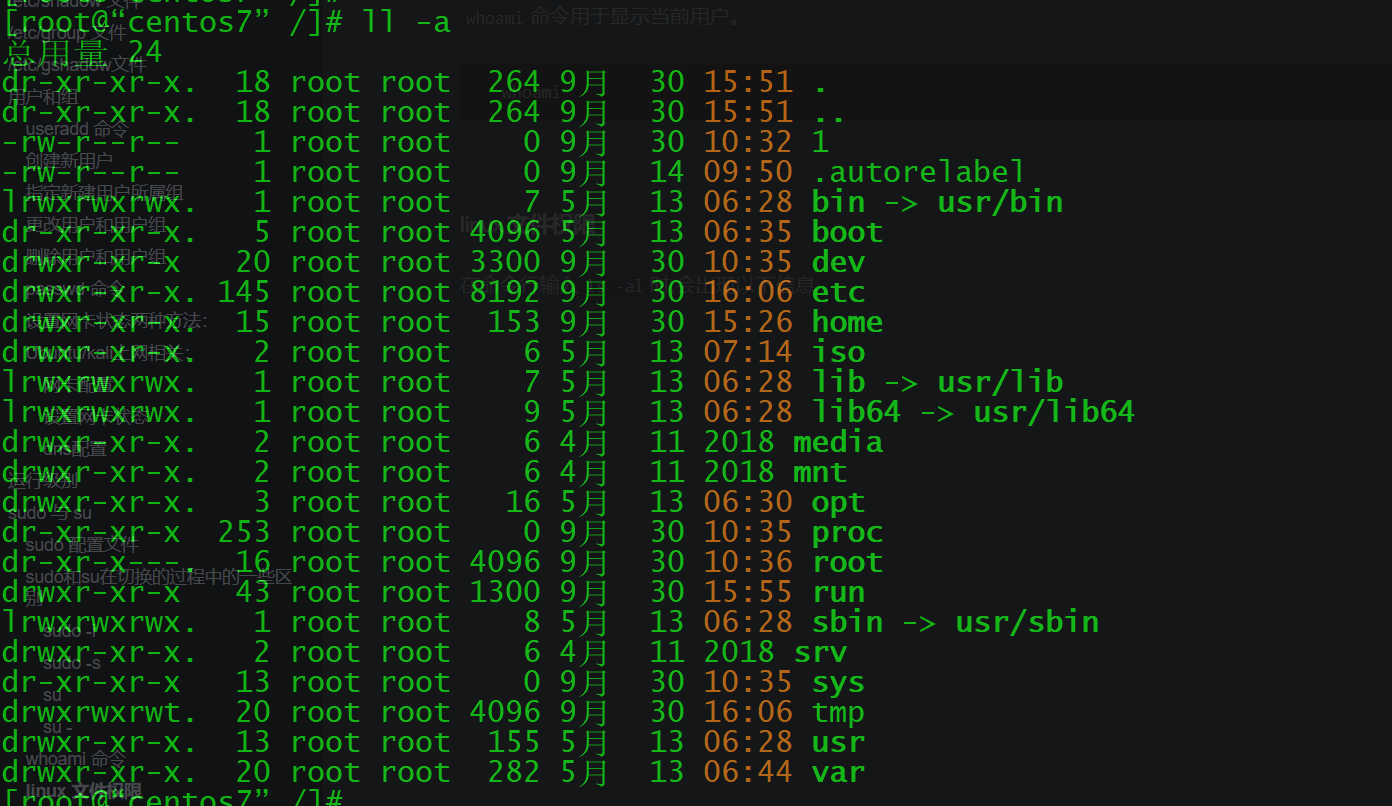 [root@“centos7” /]# ll -a
总用量 24
dr-xr-xr-x.  18 root root  264 9月  30 15:51 .
dr-xr-xr-x.  18 root root  264 9月  30 15:51 ..
-rw-r--r--    1 root root    0 9月  30 10:32 1
-rw-r--r--    1 root root    0 9月  14 09:50 .autorelabel
lrwxrwxrwx.   1 root root    7 5月  13 06:28 bin -> usr/bin
dr-xr-xr-x.   5 root root 4096 5月  13 06:35 boot
drwxr-xr-x   20 root root 3300 9月  30 10:35 dev
drwxr-xr-x. 145 root root 8192 9月  30 16:06 etc
drwxr-xr-x.  15 root root  153 9月  30 15:26 home
drwxr-xr-x.   2 root root    6 5月  13 07:14 iso
lrwxrwxrwx.   1 root root    7 5月  13 06:28 lib -> usr/lib
lrwxrwxrwx.   1 root root    9 5月  13 06:28 lib64 -> usr/lib64
drwxr-xr-x.   2 root root    6 4月  11 2018 media
drwxr-xr-x.   2 root root    6 4月  11 2018 mnt
drwxr-xr-x.   3 root root   16 5月  13 06:30 opt
dr-xr-xr-x  253 root root    0 9月  30 10:35 proc
dr-xr-x---.  16 root root 4096 9月  30 10:36 root
drwxr-xr-x   43 root root 1300 9月  30 15:55 run
lrwxrwxrwx.   1 root root    8 5月  13 06:28 sbin -> usr/sbin
drwxr-xr-x.   2 root root    6 4月  11 2018 srv
dr-xr-xr-x   13 root root    0 9月  30 10:35 sys
drwxrwxrwt.  20 root root 4096 9月  30 16:06 tmp
drwxr-xr-x.  13 root root  155 5月  13 06:28 usr
drwxr-xr-x.  20 root root  282 5月  13 06:44 var
[root@“centos7” /]#
/etc/group 文件
/etc/gshadow文件
用户和组
useradd 命令
创建新用户
指定新建用户所属组
更改用户和用户组
删除用户和用户组
passwd 命令
设置网卡状态两种方法:
网卡配置
设置网卡状态
dns配置
运行级别
sudo 与 su
sudo 配置文件
sudo和su在切换的过程中的一些区
别
sudo -i
sudo -s
su
su -
whoami 命令
linux 文件权限
whoami 命令用于显示当前用户。
whoami
linux 文件权限